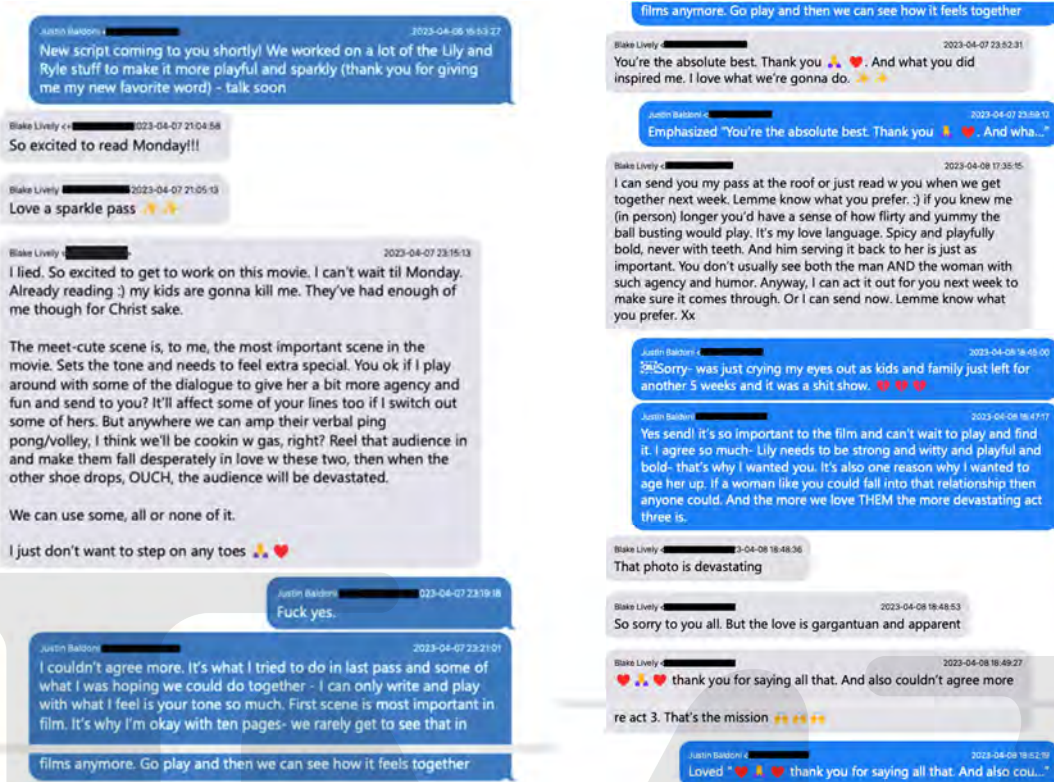 Justin Baldoni < 2023-04-06 16:53:27
New script coming to you shortly! We worked on a lot of the Lily and
Ryle stuff to make it more playful and sparkly (thank you for giving
me my new favorite word) - talk soon
Blake Lively <+ 023-04-07 21:04:58
So excited to read Monday!!!
Blake Lively 2023-04-07 21:05:13
Love a sparkle pass ✨ ✨
Blake Lively < 2023-04-07 23:15:13
I lied. So excited to get to work on this movie. I can't wait til Monday.
Already reading :) my kids are gonna kill me. They've had enough of
me though for Christ sake.
The meet-cute scene is, to me, the most important scene in the
movie. Sets the tone and needs to feel extra special. You ok if I play
around with some of the dialogue to give her a bit more agency and
fun and send to you? It'll affect some of your lines too if I switch out
some of hers. But anywhere we can amp their verbal ping
pong/volley, I think we'll be cookin w gas, right? Reel that audience in
and make them fall desperately in love w these two, then when the
other shoe drops, OUCH, the audience will be devastated.
We can use some, all or none of it.
I just don't want to step on any toes 🙏 ❤️
Justin Baldoni 023-04-07 23:19:18
Fuck yes.
Justin Baldoni 2023-04-07 23:21:01
I couldn't agree more. It's what I tried to do in last pass and some of
what I was hoping we could do together - I can only write and play
with what I feel is your tone so much. First scene is most important in
film. It's why I'm okay with ten pages- we rarely get to see that in
films anymore. Go play and then we can see how it feels together
films anymore. Go play and then we can see how it feels together
Blake Lively < 2023-04-07 23:52:31
You're the absolute best. Thank you 🙏 ❤️. And what you did
inspired me. I love what we're gonna do. ✨ ✨
Justin Baldoni < 2023-04-07 23:59:12
Emphasized "You're the absolute best. Thank you 🙏 ❤️. And wha..."
Blake Lively < 2023-04-08 17:35:15
I can send you my pass at the roof or just read w you when we get
together next week. Lemme know what you prefer. :) if you knew me
(in person) longer you'd have a sense of how flirty and yummy the
ball busting would play. It's my love language. Spicy and playfully
bold, never with teeth. And him serving it back to her is just as
important. You don't usually see both the man AND the woman with
such agency and humor. Anyway, I can act it out for you next week to
make sure it comes through. Or I can send now. Lemme know what
you prefer. Xx
Justin Baldoni < 2023-04-08 18:45:00
Sorry- was just crying my eyes out as kids and family just left for
another 5 weeks and it was a shit show. ❤️ ❤️ ❤️
Justin Baldoni 2023-04-08 18:47:17
Yes send! it's so important to the film and can't wait to play and find
it. I agree so much- Lily needs to be strong and witty and playful and
bold- that's why I wanted you. It's also one reason why I wanted to
age her up. If a woman like you could fall into that relationship then
anyone could. And the more we love THEM the more devastating act
three is.
Blake Lively < 3-04-08 18:48:36
That photo is devastating
Blake Lively < 2023-04-08 18:48:53
So sorry to you all. But the love is gargantuan and apparent
Blake Lively < 2023-04-08 18:49:27
❤️ 🙏 ❤️ thank you for saying all that. And also couldn't agree more
re act 3. That's the mission 🙌 🙌 🙌
Justin Baldoni < 2023-04-08 18:52:19
Loved "❤️ 🙏 ❤️ thank you for saying all that. And also cou..."